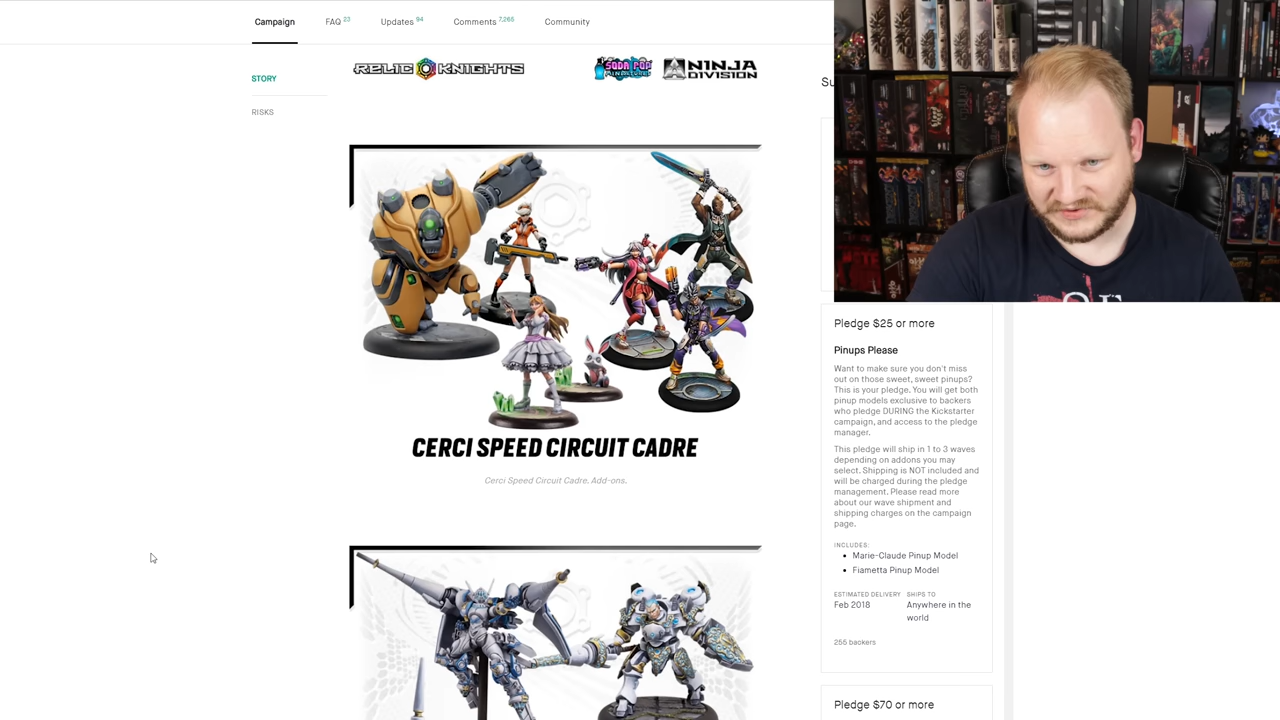 Campaign
FAQ 23
Updates 94
Comments 7,265
Community
STORY
RISKS
RELIC KNIGHTS
SODA POP
MINIATURES
NINJA
DIVISION
Su
CERCI SPEED CIRCUIT CADRE
Cerci Speed Circuit Cadre. Add-ons.
Pledge $25 or more
Pinups Please
Want to make sure you don't miss
out on those sweet, sweet pinups?
This is your pledge. You will get both
pinup models exclusive to backers
who pledge DURING the Kickstarter
campaign, and access to the pledge
manager.
This pledge will ship in 1 to 3 waves
depending on addons you may
select. Shipping is NOT included and
will be charged during the pledge
management. Please read more
about our wave shipment and
shipping charges on the campaign
page.
INCLUDES:
Marie-Claude Pinup Model
Fiametta Pinup Model
ESTIMATED DELIVERY
Feb 2018
SHIPS TO
Anywhere in the
world
255 backers
Pledge $70 or more